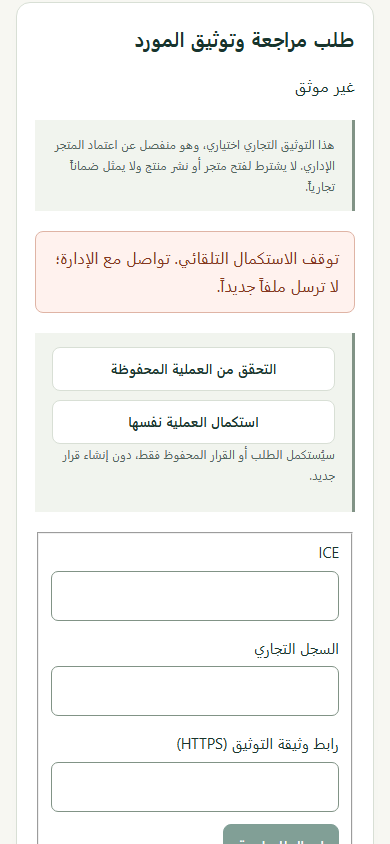 طلب مراجعة وتوثيق المورد
غير موثق
هذا التوثيق التجاري اختياري، وهو منفصل عن اعتماد المتجر
الإداري. لا يشترط لفتح متجر أو نشر منتج ولا يمثل ضماناً
تجارياً.
توقف الاستكمال التلقائي. تواصل مع الإدارة؛
لا ترسل ملفاً جديداً.
التحقق من العملية المحفوظة
استكمال العملية نفسها
سيُستكمل الطلب أو القرار المحفوظ فقط، دون إنشاء قرار
جديد.
ICE
السجل التجاري
رابط وثيقة التوثيق (HTTPS)